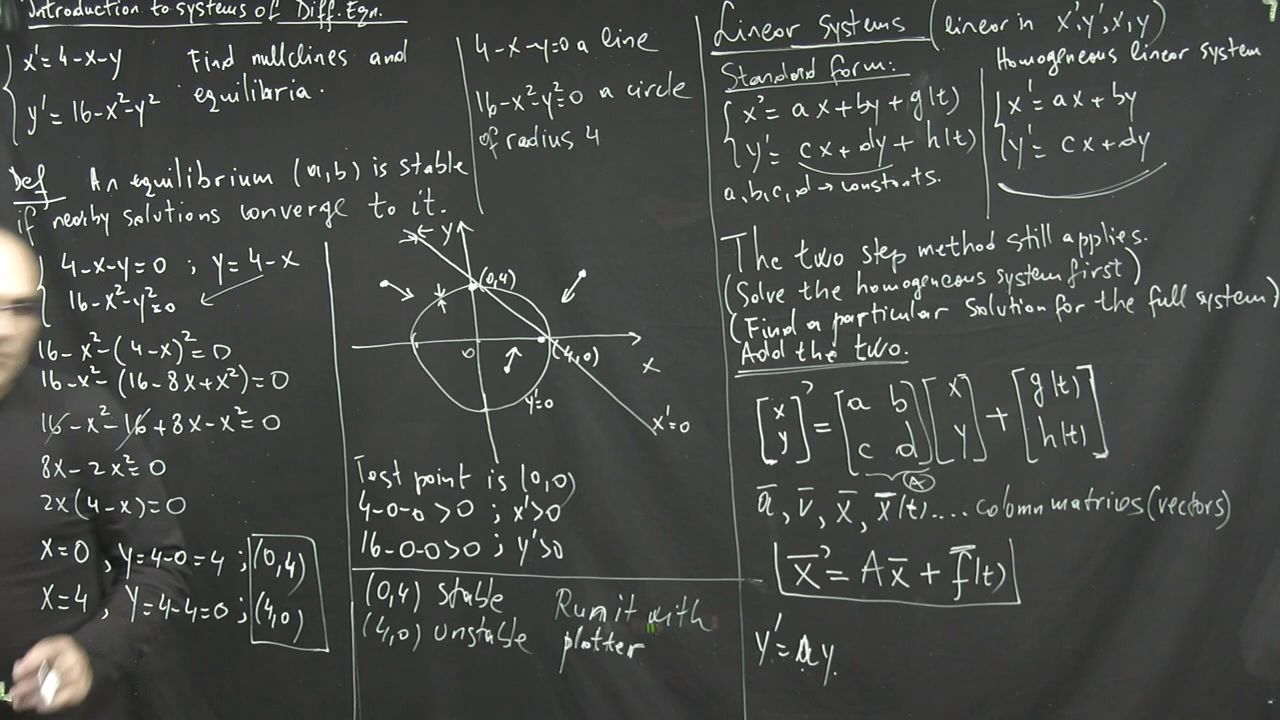 Introduction to systems of Diff. Eqn.
x' = 4-x-y
y' = 16-x²-y²
Find nullclines and
equilibria.
Def An equilibrium (a,b) is stable
if nearby solutions converge to it.
4-x-y=0 ; y=4-x
16-x²-y²=0
16-x²-(4-x)²=0
16-x²-(16-8x+x²)=0
16-x²-16+8x-x²=0
8x-2x²=0
2x(4-x)=0
x=0, y=4-0=4 ; (0,4)
x=4, y=4-4=0 ; (4,0)
4-x-y=0 a line
16-x²-y²=0 a circle
of radius 4
y
(0,4)
0
(4,0)
x
y'=0
x'=0
Test point is (0,0)
4-0-0>0 ; x'>0
16-0-0>0 ; y'>0
(0,4) stable
(4,0) unstable
Run it with
plotter
Linear systems (linear in x',y',x,y)
Standard form:
x' = ax+by+g(t)
y' = cx+dy+h(t)
a,b,c,d → constants.
Homogeneous linear system
x' = ax+by
y' = cx+dy
The two step method still applies.
(Solve the homogeneous system first)
(Find a particular solution for the full system)
Add the two.
[x y]' = [a b c d] [x y] + [g(t) h(t)]
A
a̅, v̅, x̅, x̅(t).... column matrices (vectors)
x̅' = Ax̅ + f̅(t)
y' = ay.